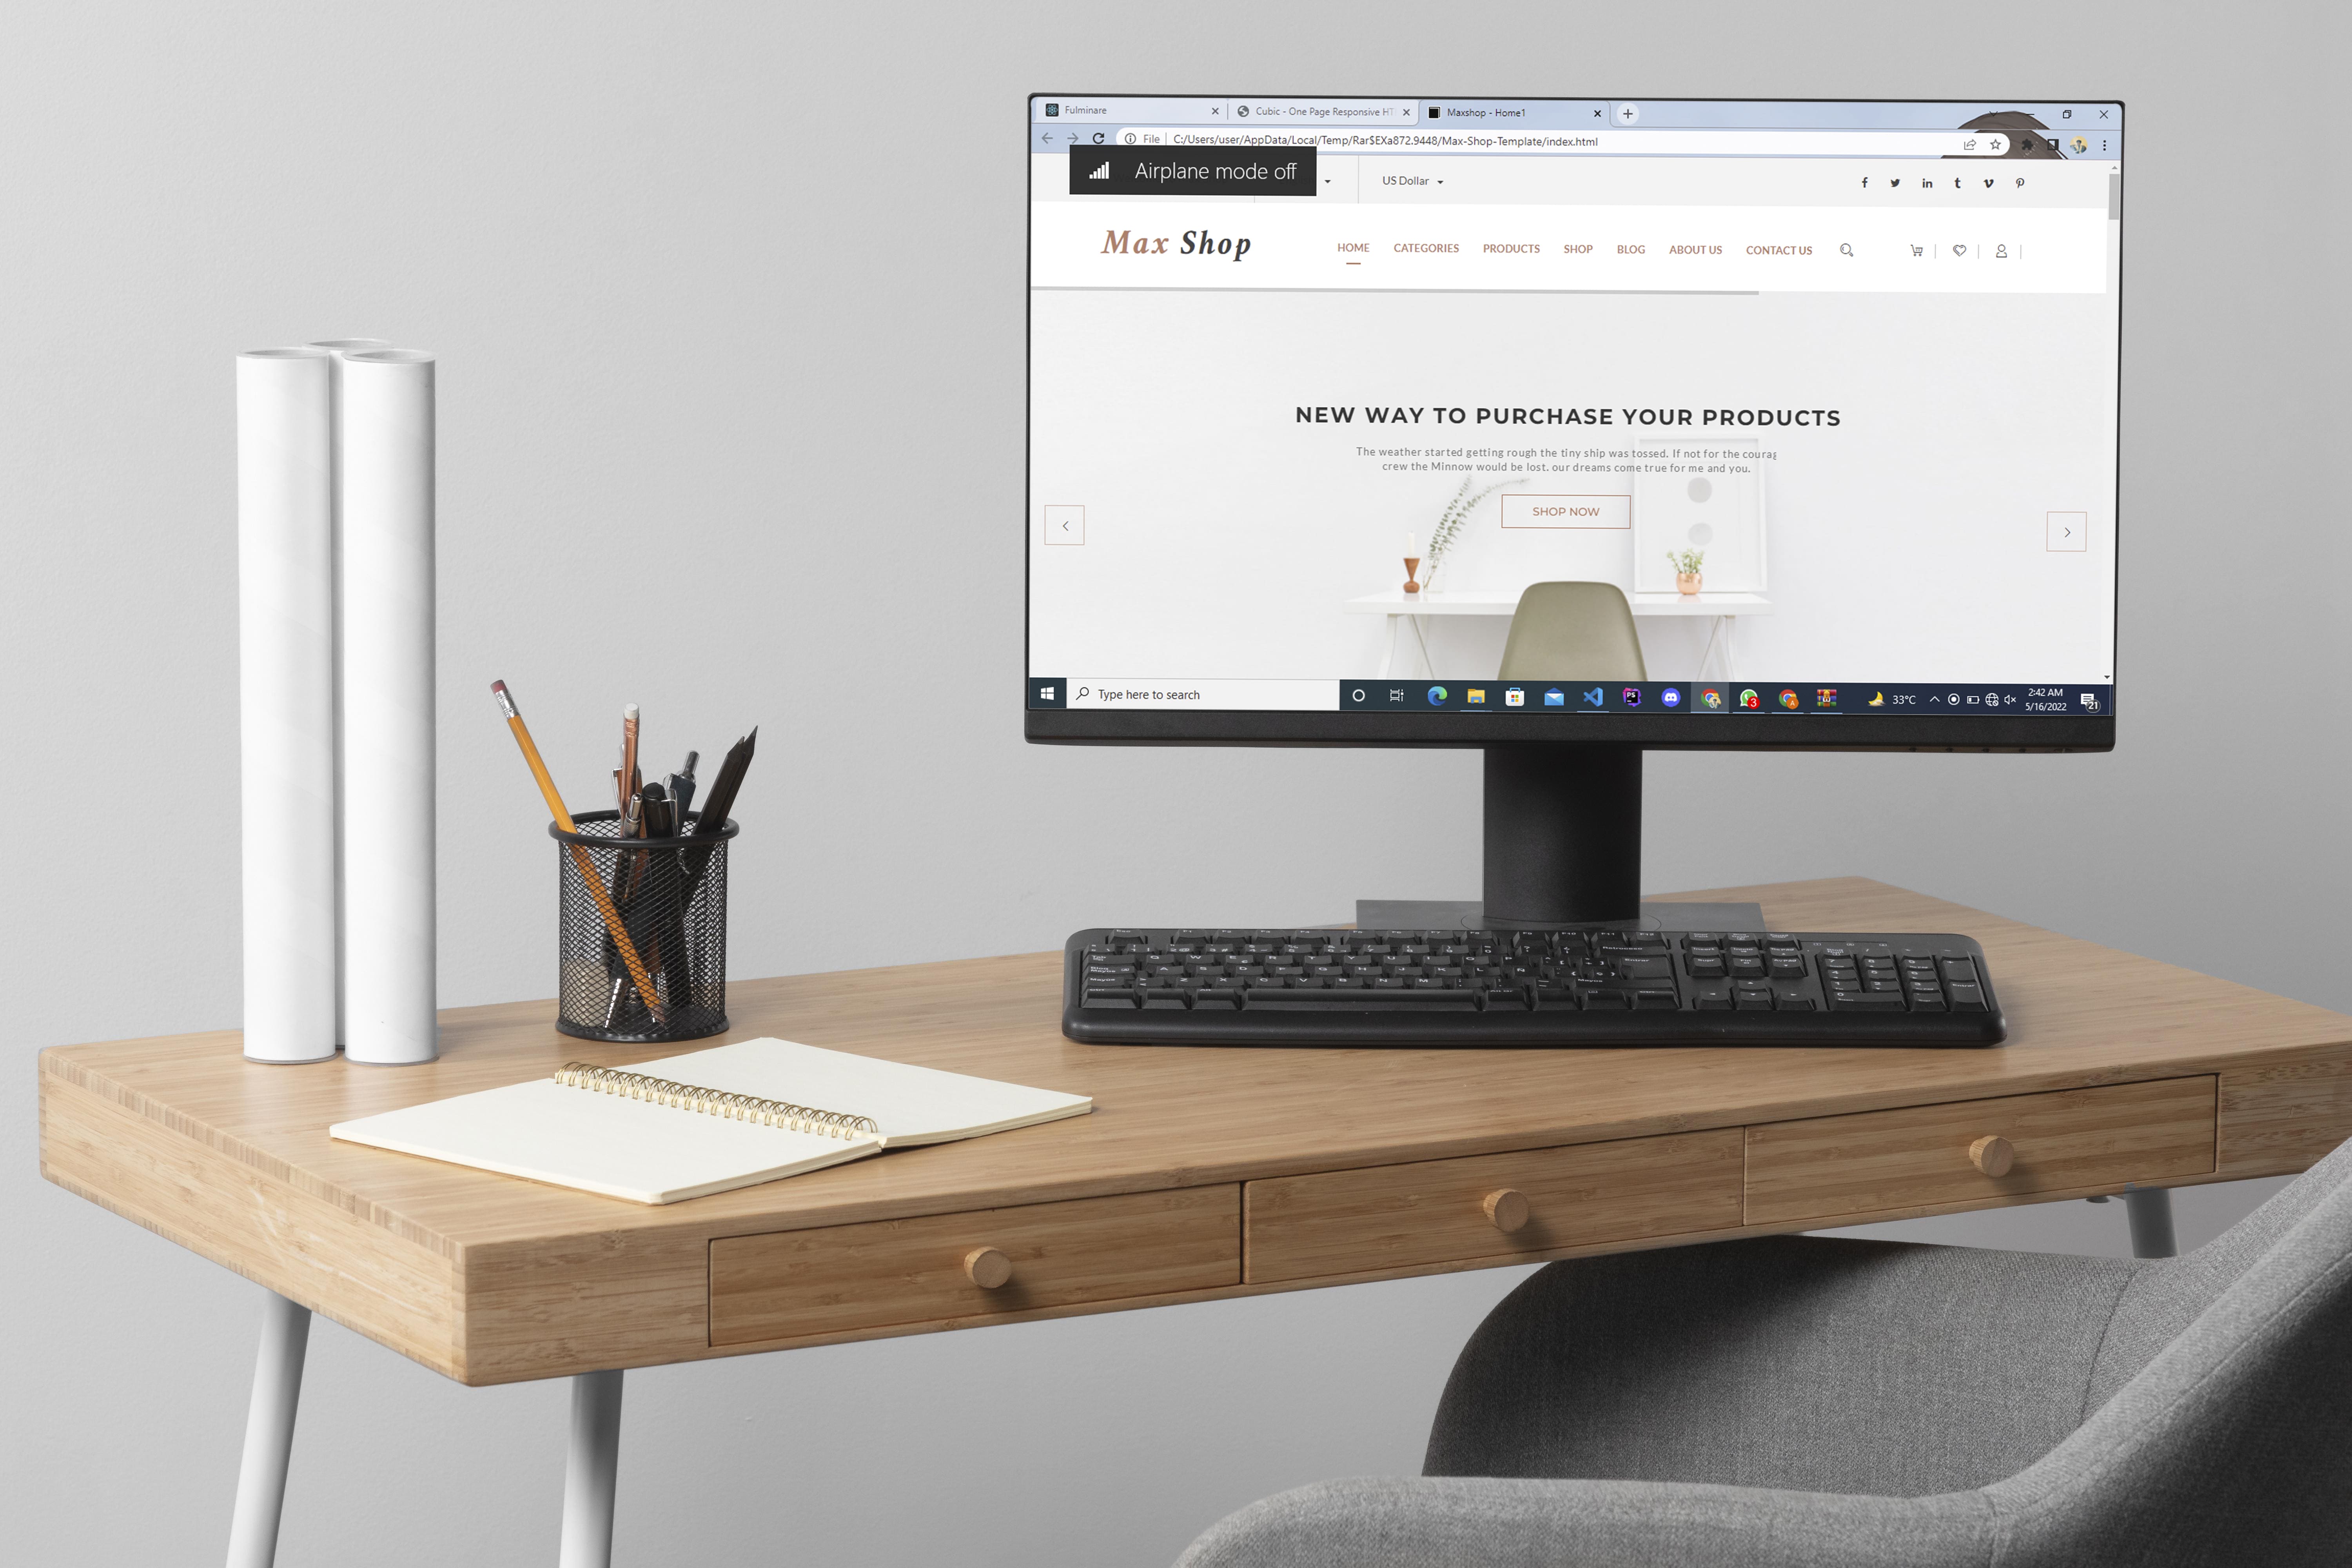 Fulminare
Cubic - One Page Responsive HT
Maxshop - Home1
File
C:/Users/user/AppData/Local/Temp/Rar$EXa872.9448/Max-Shop-Template/index.html
Airplane mode off
US Dollar
Max Shop
HOME CATEGORIES PRODUCTS SHOP BLOG ABOUT US CONTACT US
NEW WAY TO PURCHASE YOUR PRODUCTS
The weather started getting rough the tiny ship was tossed. If not for the courag
crew the Minnow would be lost. our dreams come true for me and you.
SHOP NOW
Type here to search
PS
3
A
33°C
2:42 AM
5/16/2022
21